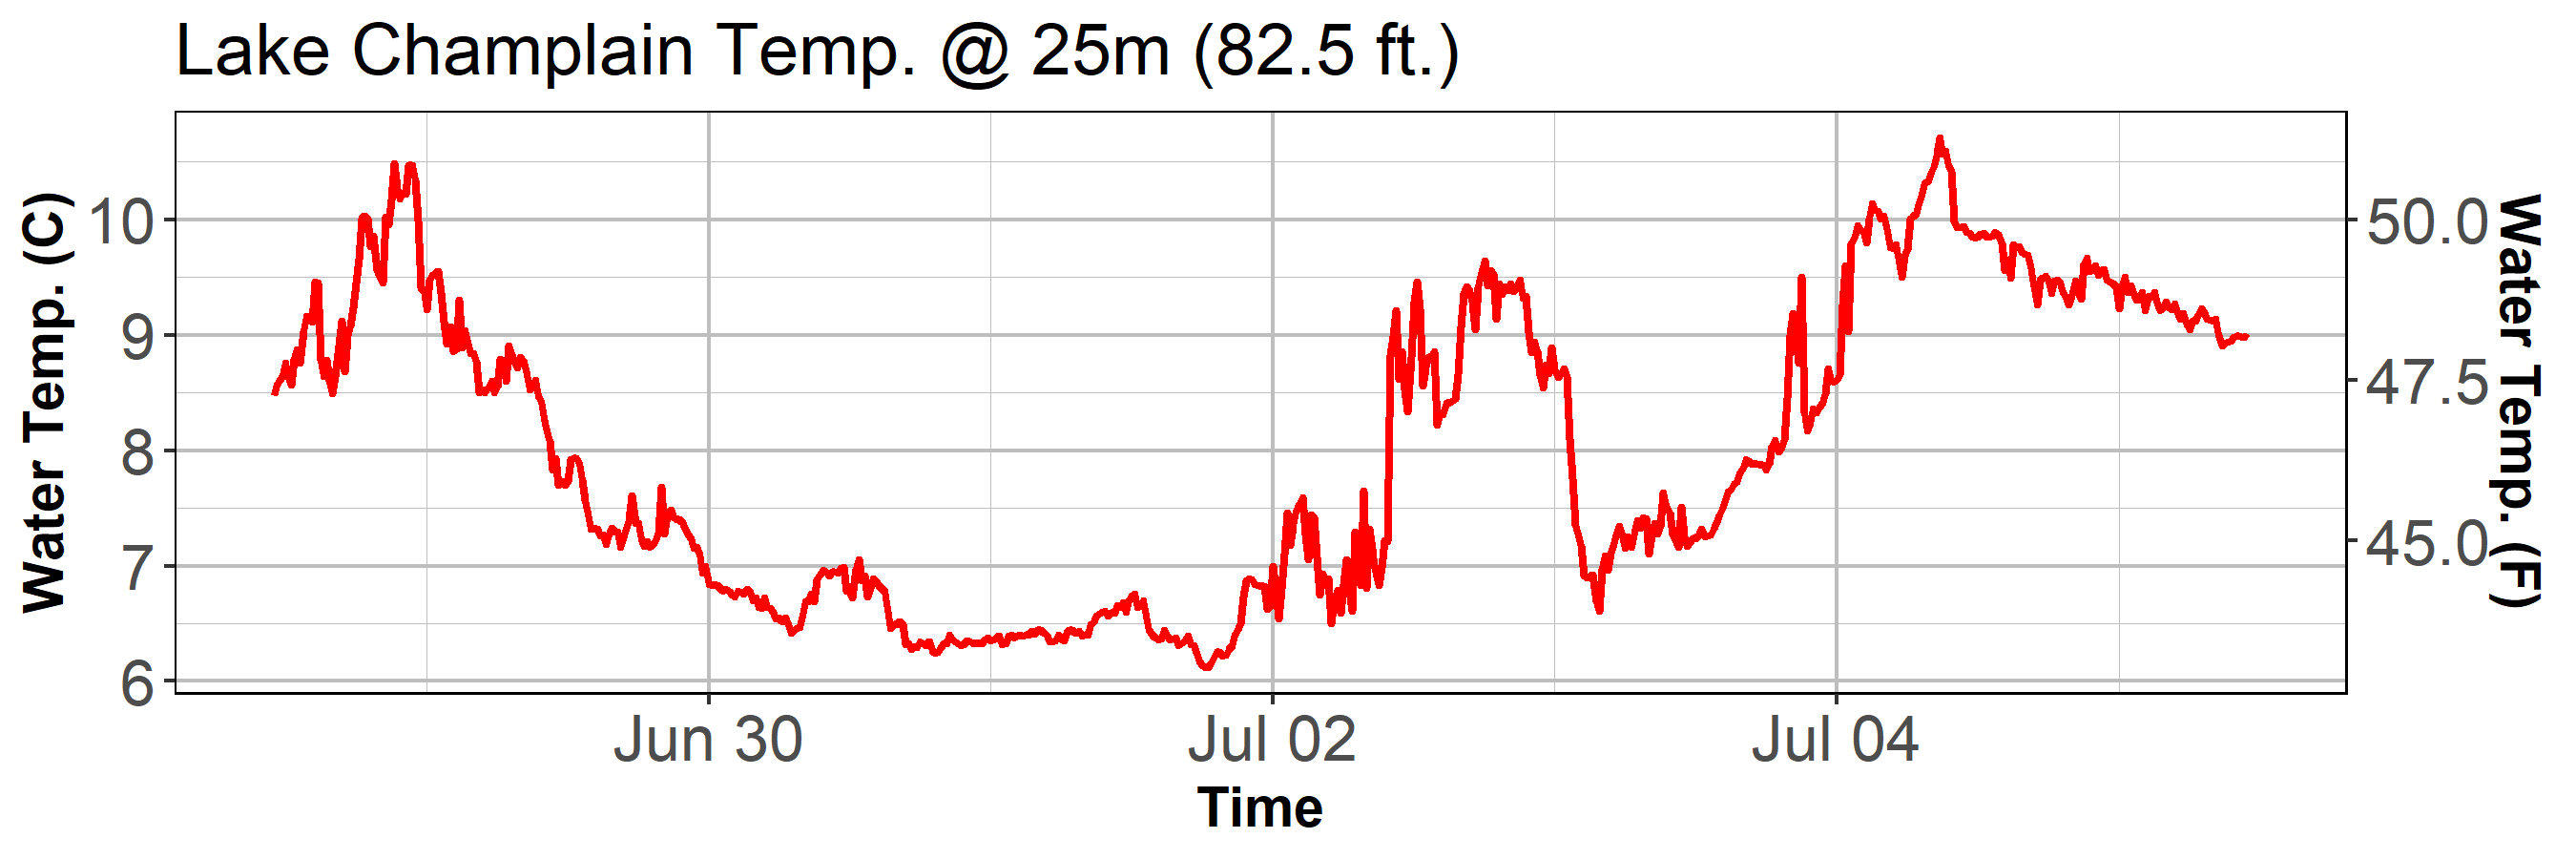 Lake Champlain Temp. @ 25m (82.5 ft.)
Water Temp. (C)
10
9
8
7
6
50.0
47.5
45.0
Water Temp. (F)
Jun 30
Jul 02
Jul 04
Time